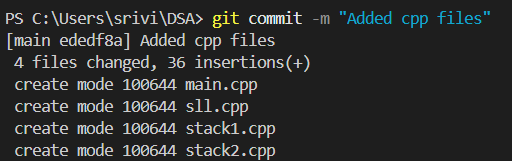 PS C:\Users\srivi\DSA> git commit -m "Added cpp files"
[main ededf8a] Added cpp files
 4 files changed, 36 insertions(+)
 create mode 100644 main.cpp
 create mode 100644 sll.cpp
 create mode 100644 stack1.cpp
 create mode 100644 stack2.cpp